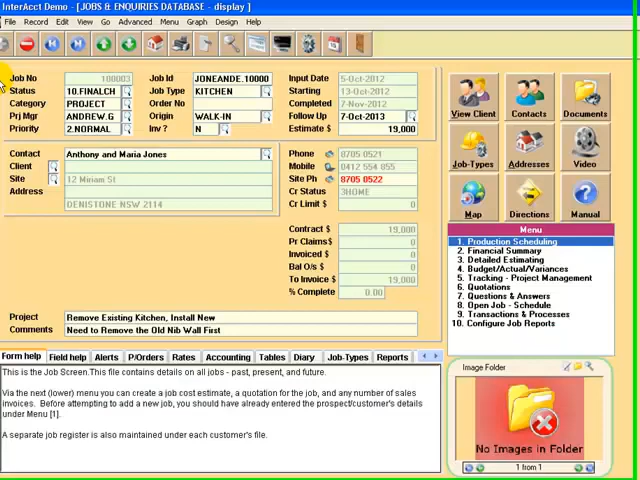 InterAcct Demo - [ JOBS & ENQUIRIES DATABASE - display ]
File Record Edit View Go Advanced Menu Graph Design Help
Job No 100003 Job Id JONEANDE.10000 Input Date 5-Oct-2012
Status 10.FINALCH Job Type KITCHEN Starting 13-Oct-2012
Category PROJECT Order No Completed 7-Nov-2012
Prj Mgr ANDREW.G Origin WALK-IN Follow Up 7-Oct-2013
Priority 2.NORMAL Inv ? N Estimate $ 19,000
View Client Contacts Documents
Job-Types Addresses Video
Map Directions Manual
Contact Anthony and Maria Jones Phone 8705 0521
Client Mobile 0412 554 855
Site 12 Miriam St Site Ph 8705 0522
Address Cr Status 3HOME
DENISTONE NSW 2114 Cr Limit $ 0
Contract $ 19,000
Pr Claims$ 0
Invoiced $ 0
Bal O/s $ 0
To Invoice $ 19,000
% Complete 0.00
Menu
1. Production Scheduling
2. Financial Summary
3. Detailed Estimating
4. Budget/Actual/Variances
5. Tracking - Project Management
6. Quotations
7. Questions & Answers
8. Open Job - Schedule
9. Transactions & Processes
10. Configure Job Reports
Project Remove Existing Kitchen, Install New
Comments Need to Remove the Old Nib Wall First
Form help Field help Alerts P/Orders Rates Accounting Tables Diary Job-Types Reports
This is the Job Screen.This file contains details on all jobs - past, present, and future.
Via the next (lower) menu you can create a job cost estimate, a quotation for the job, and any number of sales
invoices. Before attempting to add a new job, you should have already entered the prospect/customer's details
under Menu [1].
A separate job register is also maintained under each customer's file.
Image Folder
No Images in Folder
1 from 1